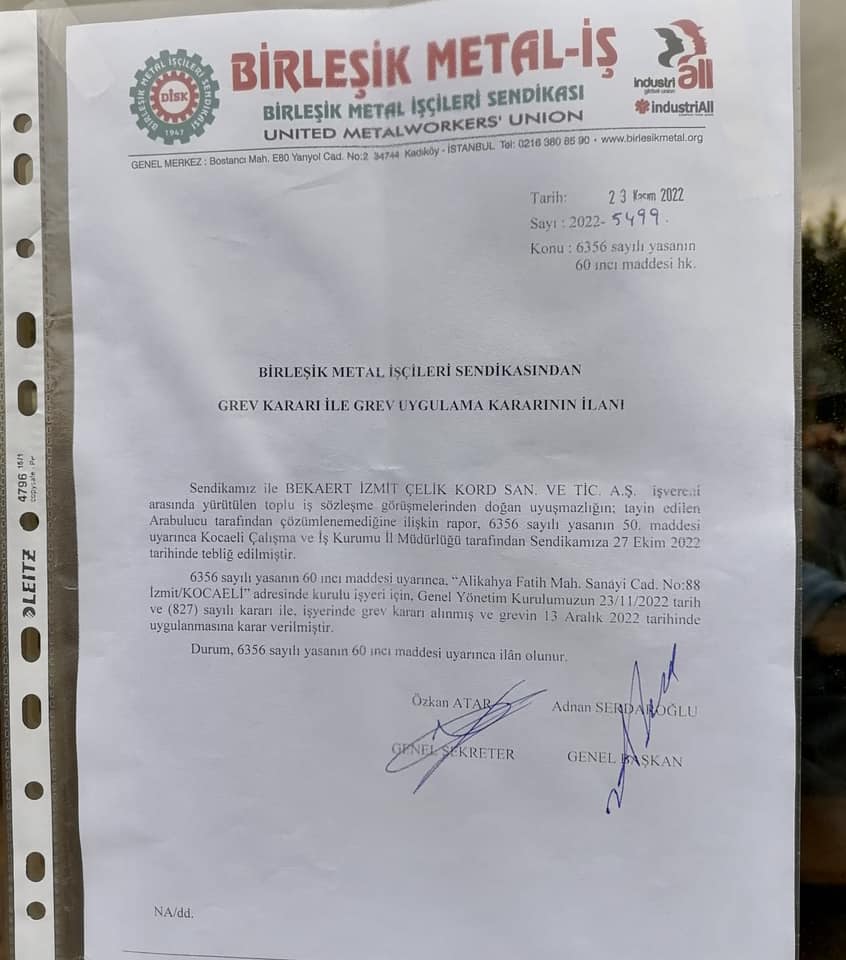 BİRLEŞİK METAL-İŞ
BİRLEŞİK METAL İŞÇİLERİ SENDİKASI
UNITED METALWORKERS' UNION
BİRLEŞİK METAL İŞÇİLERİ SENDİKASI
DİSK
1947
industriall
global union
industriAll
GENEL MERKEZ : Bostancı Mah. E80 Yanyol Cad. No:2 34744 Kadıköy - İSTANBUL Tel: 0216 380 85 90 • www.birlesikmetal.org
Tarih: 23 Kasım 2022
Sayı : 2022- 5499.
Konu : 6356 sayılı yasanın
60 ıncı maddesi hk.
BİRLEŞİK METAL İŞÇİLERİ SENDİKASINDAN
GREV KARARI İLE GREV UYGULAMA KARARININ İLANI
Sendikamız ile BEKAERT İZMİT ÇELİK KORD SAN. VE TİC. A.Ş. işvereni
arasında yürütülen toplu iş sözleşme görüşmelerinden doğan uyuşmazlığın; tayin edilen
Arabulucu tarafından çözümlenemediğine ilişkin rapor, 6356 sayılı yasanın 50. maddesi
uyarınca Kocaeli Çalışma ve İş Kurumu İl Müdürlüğü tarafından Sendikamıza 27 Ekim 2022
tarihinde tebliğ edilmiştir.
6356 sayılı yasanın 60 ıncı maddesi uyarınca, “Alikahya Fatih Mah. Sanayi Cad. No:88
İzmit/KOCAELİ” adresinde kurulu işyeri için, Genel Yönetim Kurulumuzun 23/11/2022 tarih
ve (827) sayılı kararı ile, işyerinde grev kararı alınmış ve grevin 13 Aralık 2022 tarihinde
uygulanmasına karar verilmiştir.
Durum, 6356 sayılı yasanın 60 ıncı maddesi uyarınca ilân olunur.
Özkan ATAR Adnan SERDAROĞLU
GENEL SEKRETER GENEL BAŞKAN
NA/dd.
LEITZ
4796